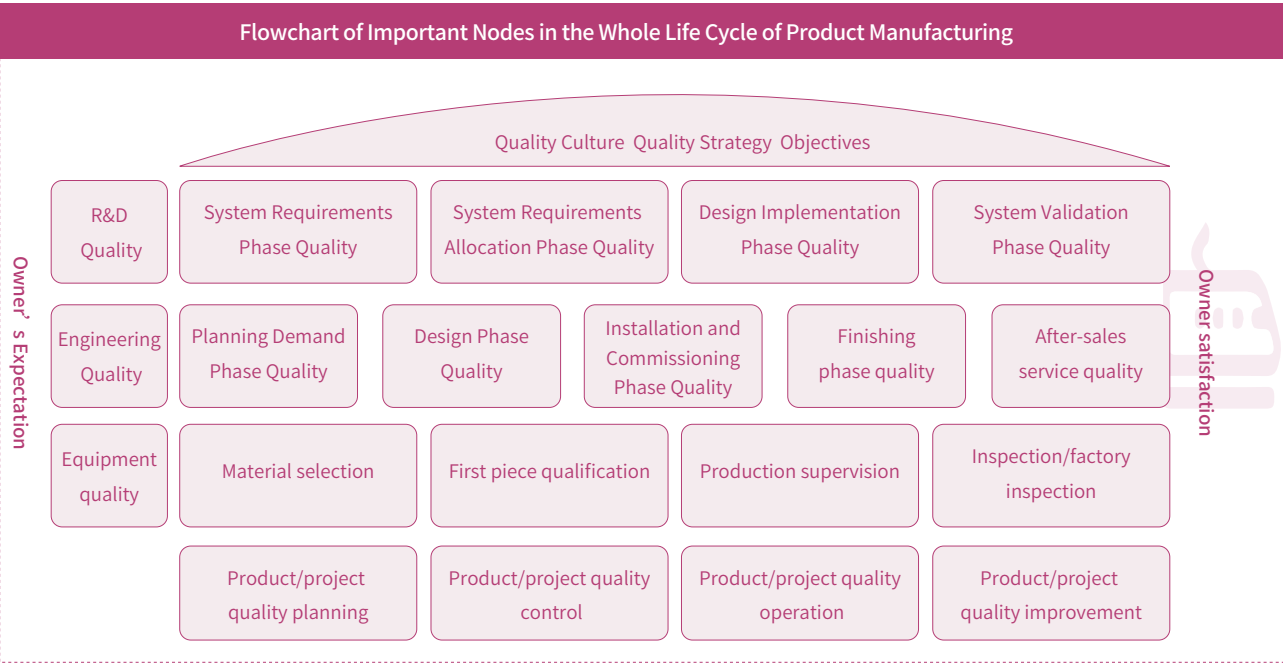 Flowchart of Important Nodes in the Whole Life Cycle of Product Manufacturing
Quality Culture Quality Strategy Objectives
Owner's Expectation
R&D
Quality
System Requirements
Phase Quality
System Requirements
Allocation Phase Quality
Design Implementation
Phase Quality
System Validation
Phase Quality
Engineering
Quality
Planning Demand
Phase Quality
Design Phase
Quality
Installation and
Commissioning
Phase Quality
Finishing
phase quality
After-sales
service quality
Equipment
quality
Material selection
First piece qualification
Production supervision
Inspection/factory
inspection
Product/project
quality planning
Product/project quality
control
Product/project quality
operation
Product/project
quality improvement
Owner satisfaction